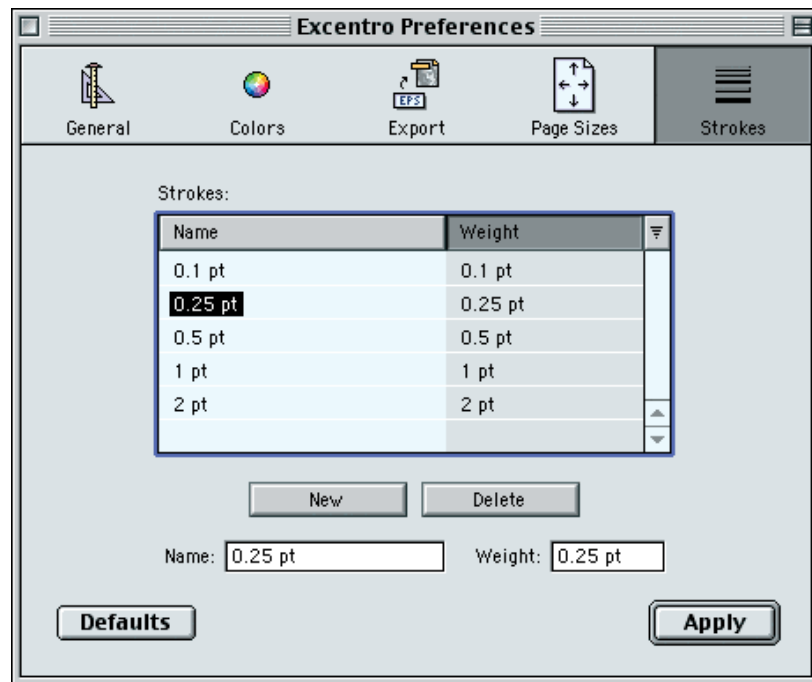 Excentro Preferences
General Colors EPS Export Page Sizes Strokes
Strokes:
Name Weight
0.1 pt 0.1 pt
0.25 pt 0.25 pt
0.5 pt 0.5 pt
1 pt 1 pt
2 pt 2 pt
New Delete
Name: 0.25 pt Weight: 0.25 pt
Defaults Apply